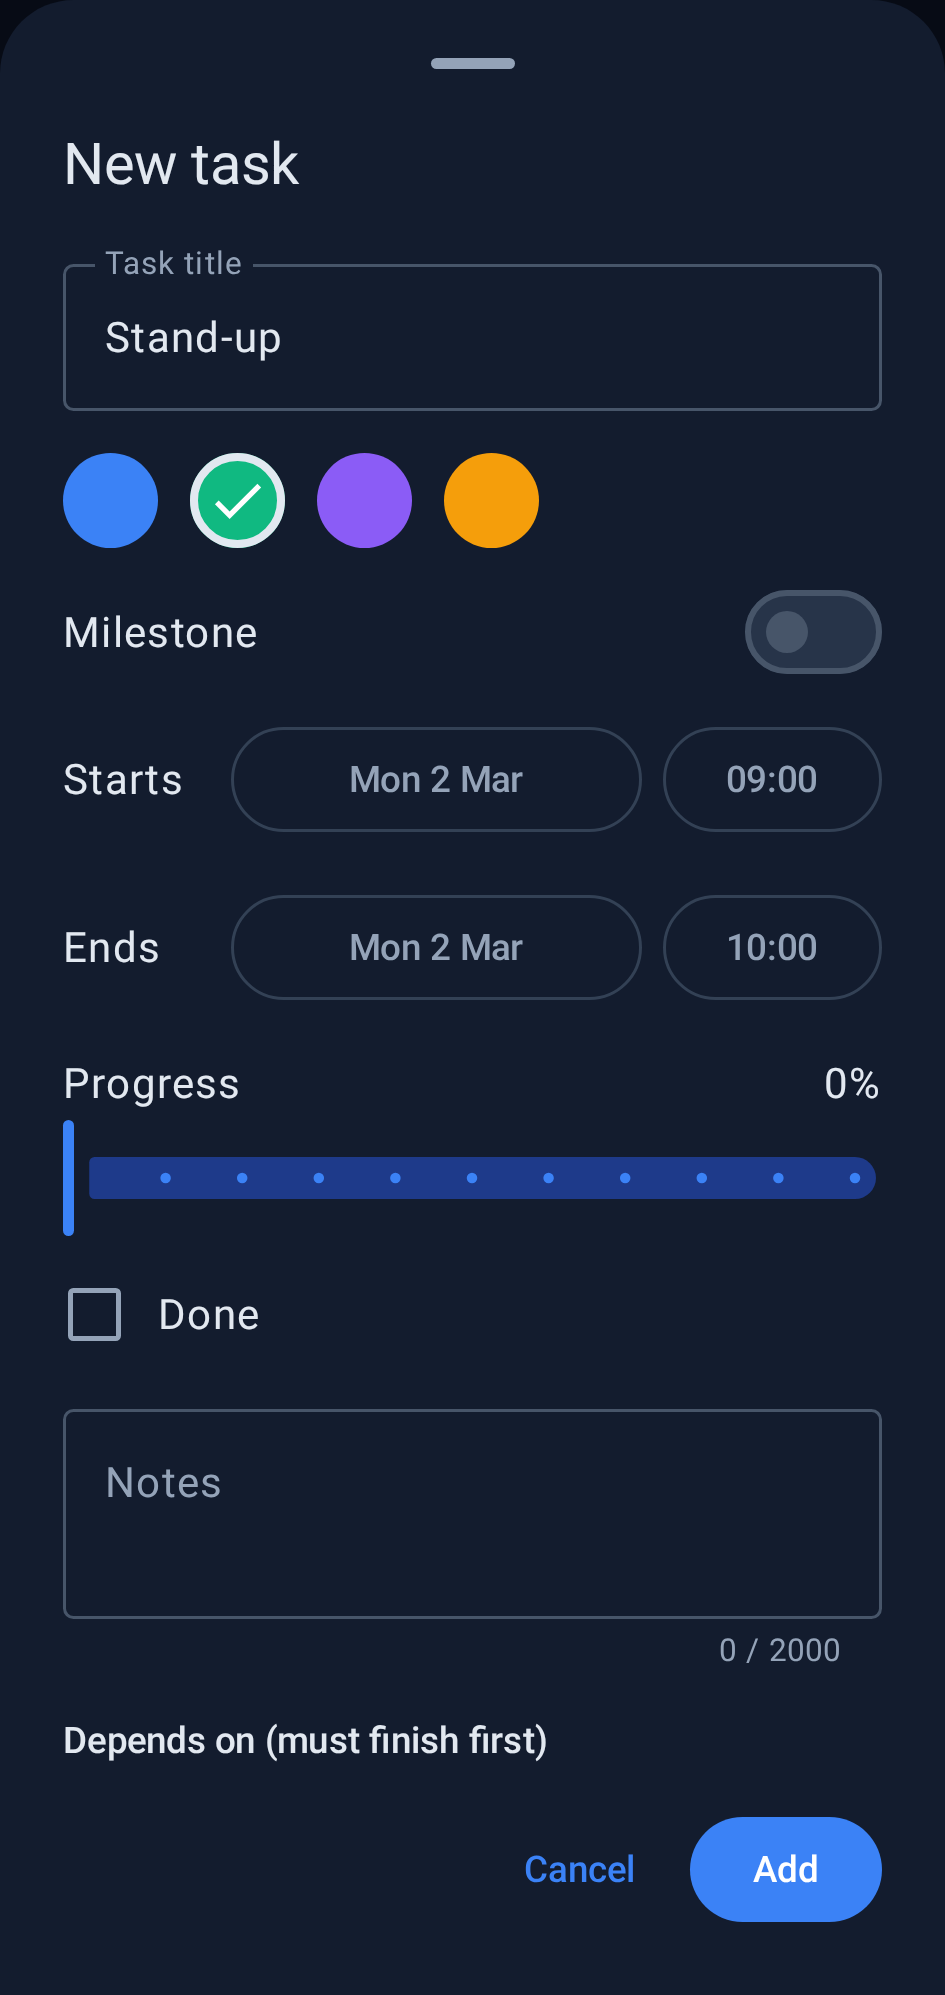 New task
Task title
Stand-up
Milestone
Starts Mon 2 Mar 09:00
Ends Mon 2 Mar 10:00
Progress 0%
Done
Notes
0 / 2000
Depends on (must finish first)
Cancel Add